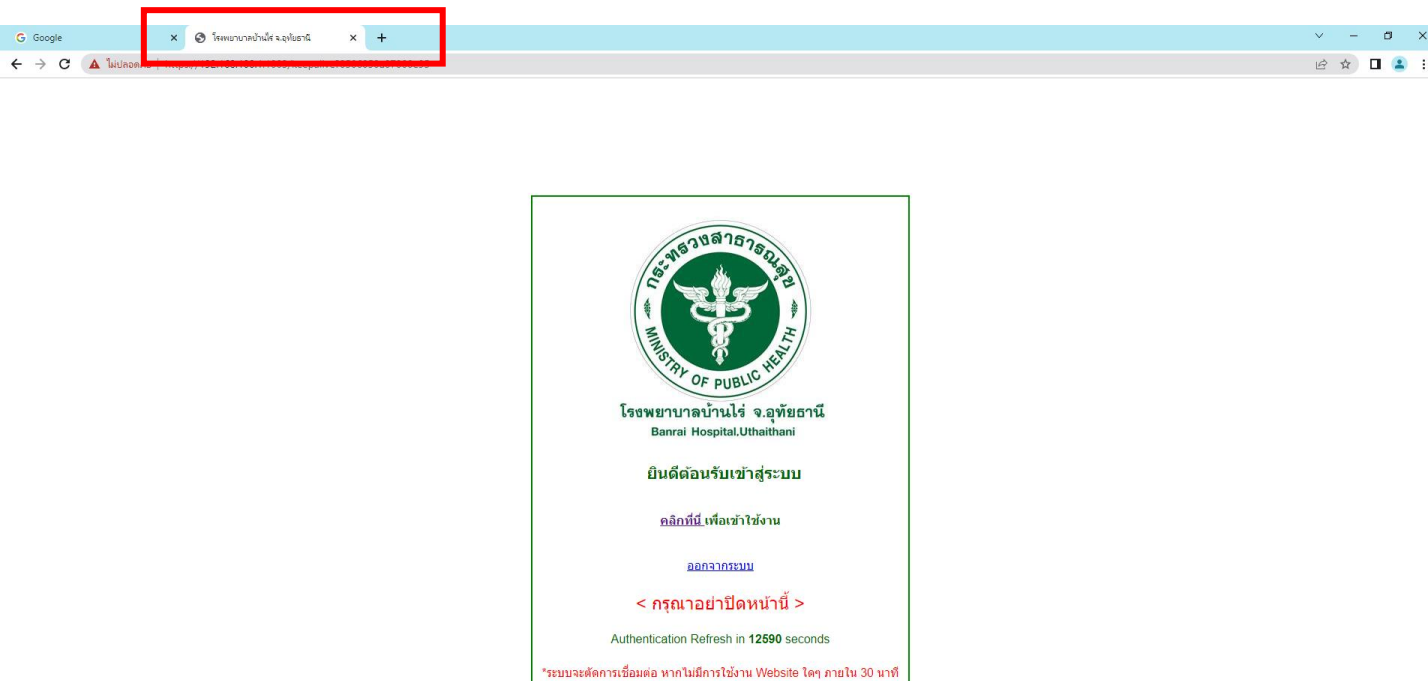 Google
โรงพยาบาลบ้านไร่ จ.อุทัยธานี
กระทรวงสาธารณสุข
MINISTRY OF PUBLIC HEALTH
โรงพยาบาลบ้านไร่ จ.อุทัยธานี
Banrai Hospital,Uthaithani
ยินดีต้อนรับเข้าสู่ระบบ
คลิกที่นี่ เพื่อเข้าใช้งาน
ออกจากระบบ
< กรุณาอย่าปิดหน้านี้ >
Authentication Refresh in 12590 seconds
*ระบบจะตัดการเชื่อมต่อ หากไม่มีการใช้งาน Website ใดๆ ภายใน 30 นาที